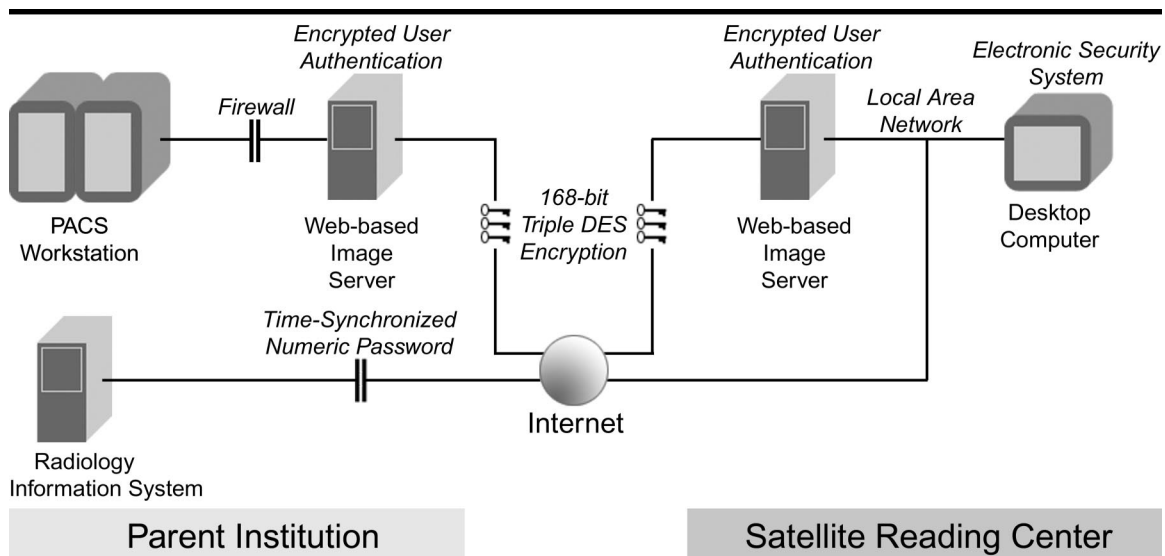 Encrypted User
Authentication
Encrypted User
Authentication
Electronic Security
System
Firewall
Local Area
Network
PACS
Workstation
Web-based
Image
Server
168-bit
Triple DES
Encryption
Web-based
Image
Server
Desktop
Computer
Time-Synchronized
Numeric Password
Internet
Radiology
Information System
Parent Institution
Satellite Reading Center